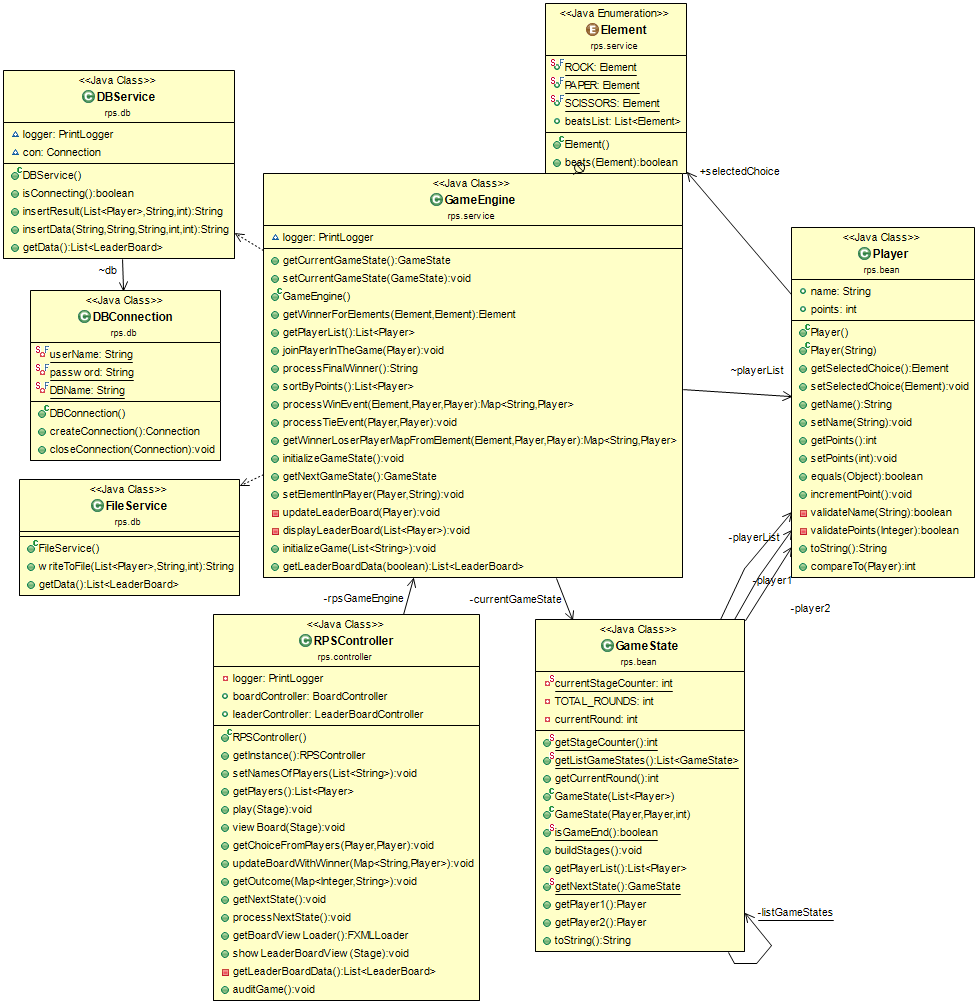 <<Java Enumeration>>
E Element
rps.service
ROCK: Element
PAPER: Element
SCISSORS: Element
beatsList: List<Element>
Element()
beats(Element):boolean
<<Java Class>>
C DBService
rps.db
logger: PrintLogger
con: Connection
DBService()
isConnecting():boolean
insertResult(List<Player>,String,int):String
insertData(String,String,String,int,int):String
getData():List<LeaderBoard>
~db
<<Java Class>>
C DBConnection
rps.db
userName: String
password: String
DBName: String
DBConnection()
createConnection():Connection
closeConnection(Connection):void
<<Java Class>>
C FileService
rps.db
FileService()
writeToFile(List<Player>,String,int):String
getData():List<LeaderBoard>
<<Java Class>>
C GameEngine
rps.service
logger: PrintLogger
getCurrentGameState():GameState
setCurrentGameState(GameState):void
GameEngine()
getWinnerForElements(Element,Element):Element
getPlayerList():List<Player>
joinPlayerInTheGame(Player):void
processFinalWinner():String
sortByPoints():List<Player>
processWinEvent(Element,Player,Player):Map<String,Player>
processTieEvent(Player,Player):void
getWinnerLoserPlayerMapFromElement(Element,Player,Player):Map<String,Player>
initializeGameState():void
getNextGameState():GameState
setElementInPlayer(Player,String):void
updateLeaderBoard(Player):void
displayLeaderBoard(List<Player>):void
initializeGame(List<String>):void
getLeaderBoardData(boolean):List<LeaderBoard>
+selectedChoice
~playerList
<<Java Class>>
C Player
rps.bean
name: String
points: int
Player()
Player(String)
getSelectedChoice():Element
setSelectedChoice(Element):void
getName():String
setName(String):void
getPoints():int
setPoints(int):void
equals(Object):boolean
incrementPoint():void
validateName(String):boolean
validatePoints(Integer):boolean
toString():String
compareTo(Player):int
-playerList
-player1
-player2
-rpsGameEngine
-currentGameState
<<Java Class>>
C RPSController
rps.controller
logger: PrintLogger
boardController: BoardController
leaderController: LeaderBoardController
RPSController()
getInstance():RPSController
setNamesOfPlayers(List<String>):void
getPlayers():List<Player>
play(Stage):void
viewBoard(Stage):void
getChoiceFromPlayers(Player,Player):void
updateBoardWithWinner(Map<String,Player>):void
getOutcome(Map<Integer,String>):void
getNextState():void
processNextState():void
getBoardViewLoader():FXMLLoader
showLeaderBoardView(Stage):void
getLeaderBoardData():List<LeaderBoard>
auditGame():void
<<Java Class>>
C GameState
rps.bean
currentStageCounter: int
TOTAL_ROUNDS: int
currentRound: int
getStageCounter():int
getListGameStates():List<GameState>
getCurrentRound():int
GameState(List<Player>)
GameState(Player,Player,int)
isGameEnd():boolean
buildStages():void
getPlayerList():List<Player>
getNextState():GameState
getPlayer1():Player
getPlayer2():Player
toString():String
-listGameStates